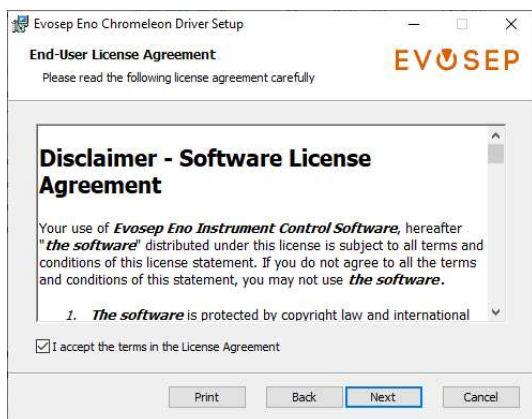 Evosep Eno Chromeleon Driver Setup
End-User License Agreement
Please read the following license agreement carefully
EVOSEP
Disclaimer - Software License
Agreement
Your use of Evosep Eno Instrument Control Software, hereafter
"the software" distributed under this license is subject to all terms and
conditions of this license statement. If you do not agree to all the terms
and conditions of this statement, you may not use the software.
1. The software is protected by copyright law and international
I accept the terms in the License Agreement
Print Back Next Cancel